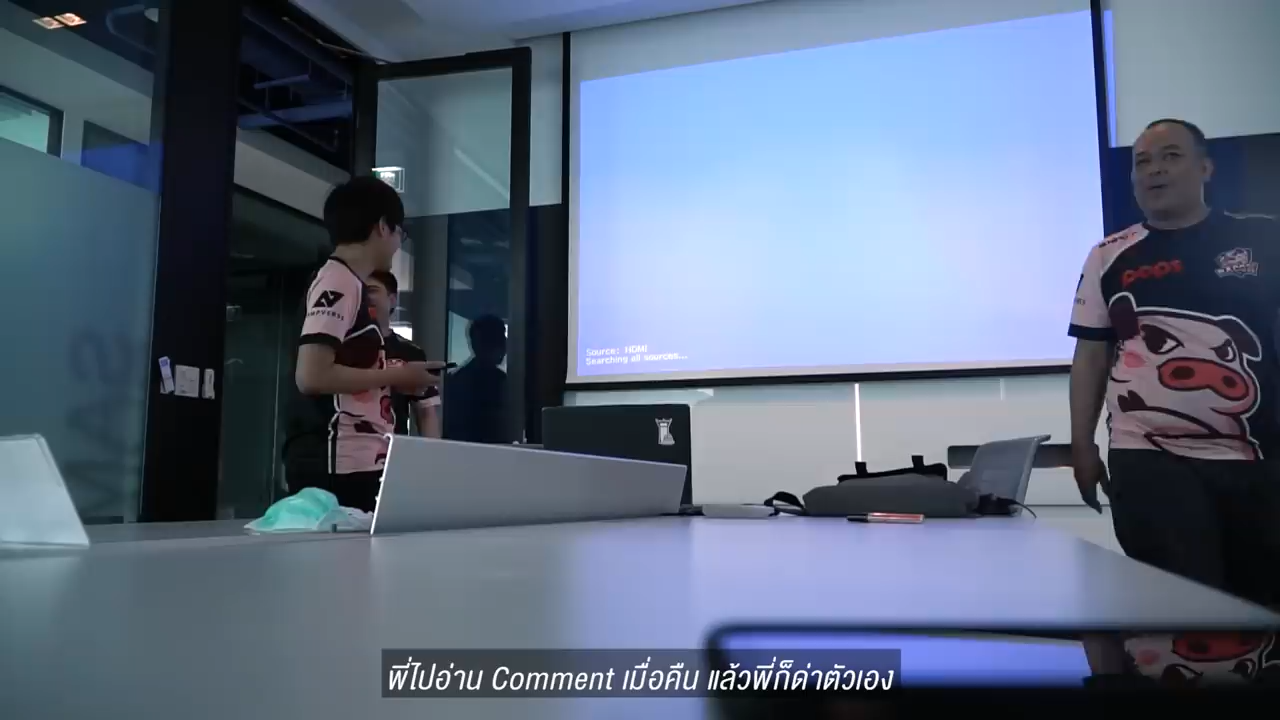 Source: HDMI
Searching all sources...
pops
พี่ไปอ่าน Comment เมื่อคืน แล้วพี่ก็ด่าตัวเอง